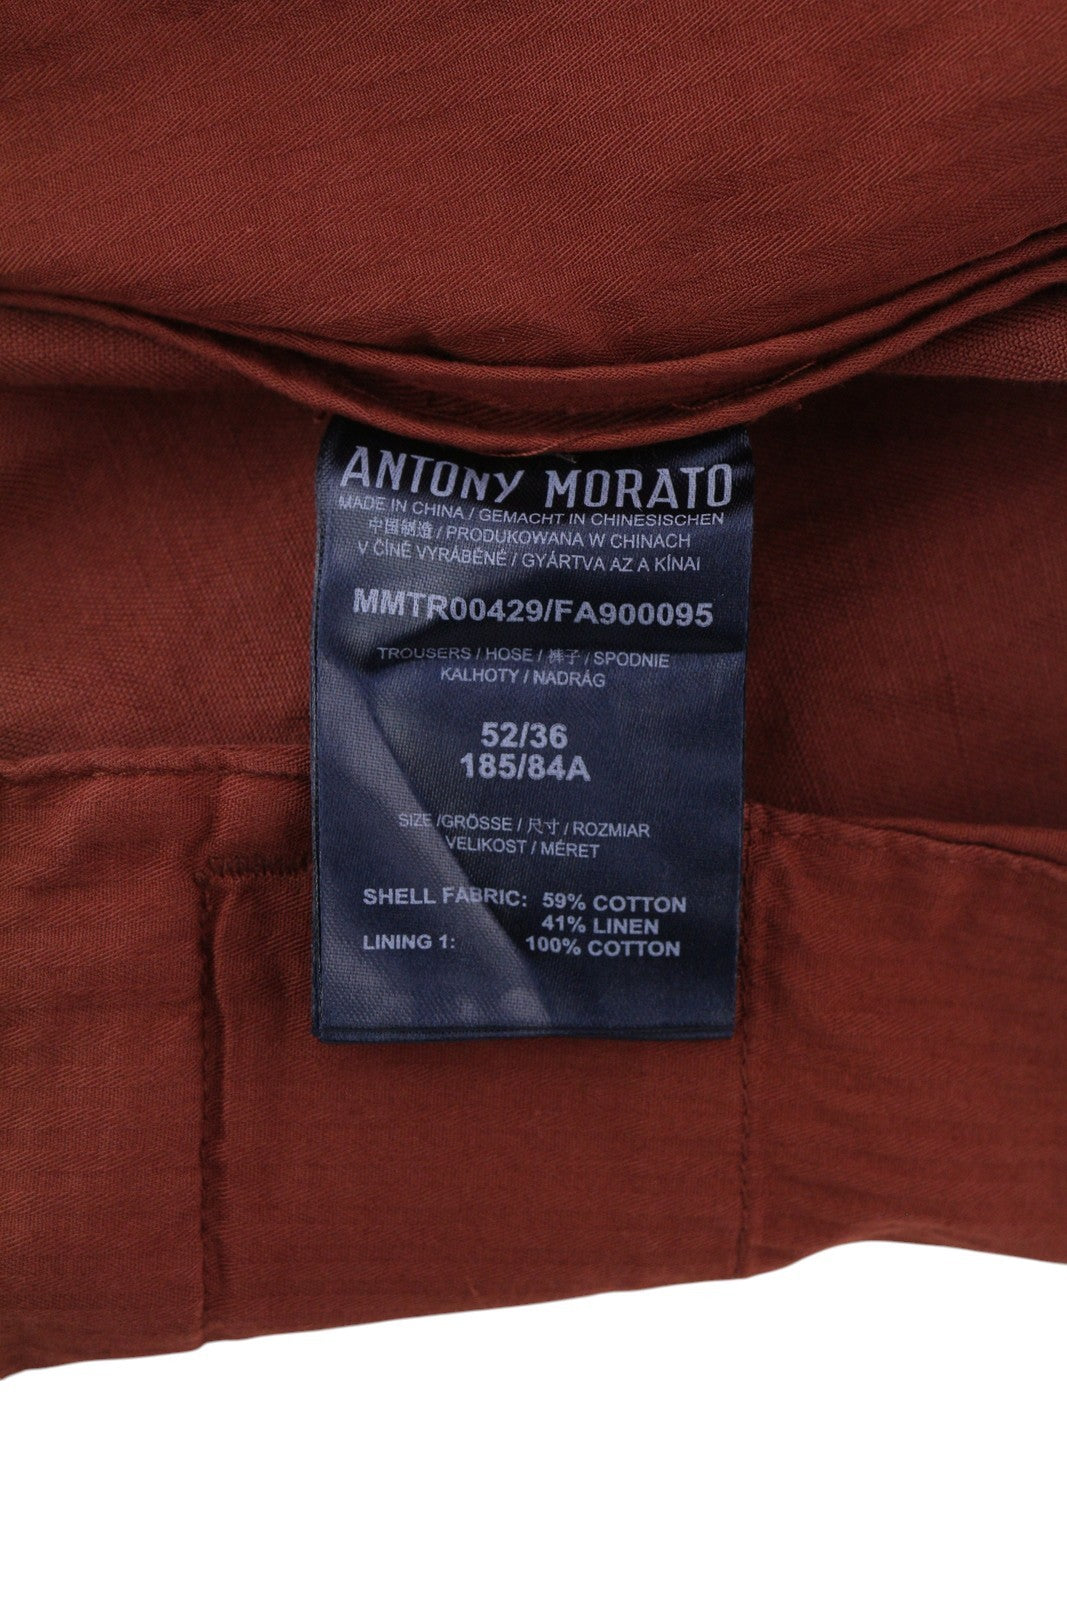 ANTONY MORATO
MADE IN CHINA / GEMACHT IN CHINESISCHEN
中国制造 / PRODUKOWANA W CHINACH
V ČÍNĚ VYRÁBĚNÉ / GYÁRTVA AZ A KÍNAI
MMTR00429/FA900095
TROUSERS / HOSE / 裤子 / SPODNIE
KALHOTY / NADRÁG
52/36
185/84A
SIZE /GRÖSSE / 尺寸 / ROZMIAR
VELIKOST / MÉRET
SHELL FABRIC: 59% COTTON
41% LINEN
LINING 1: 100% COTTON